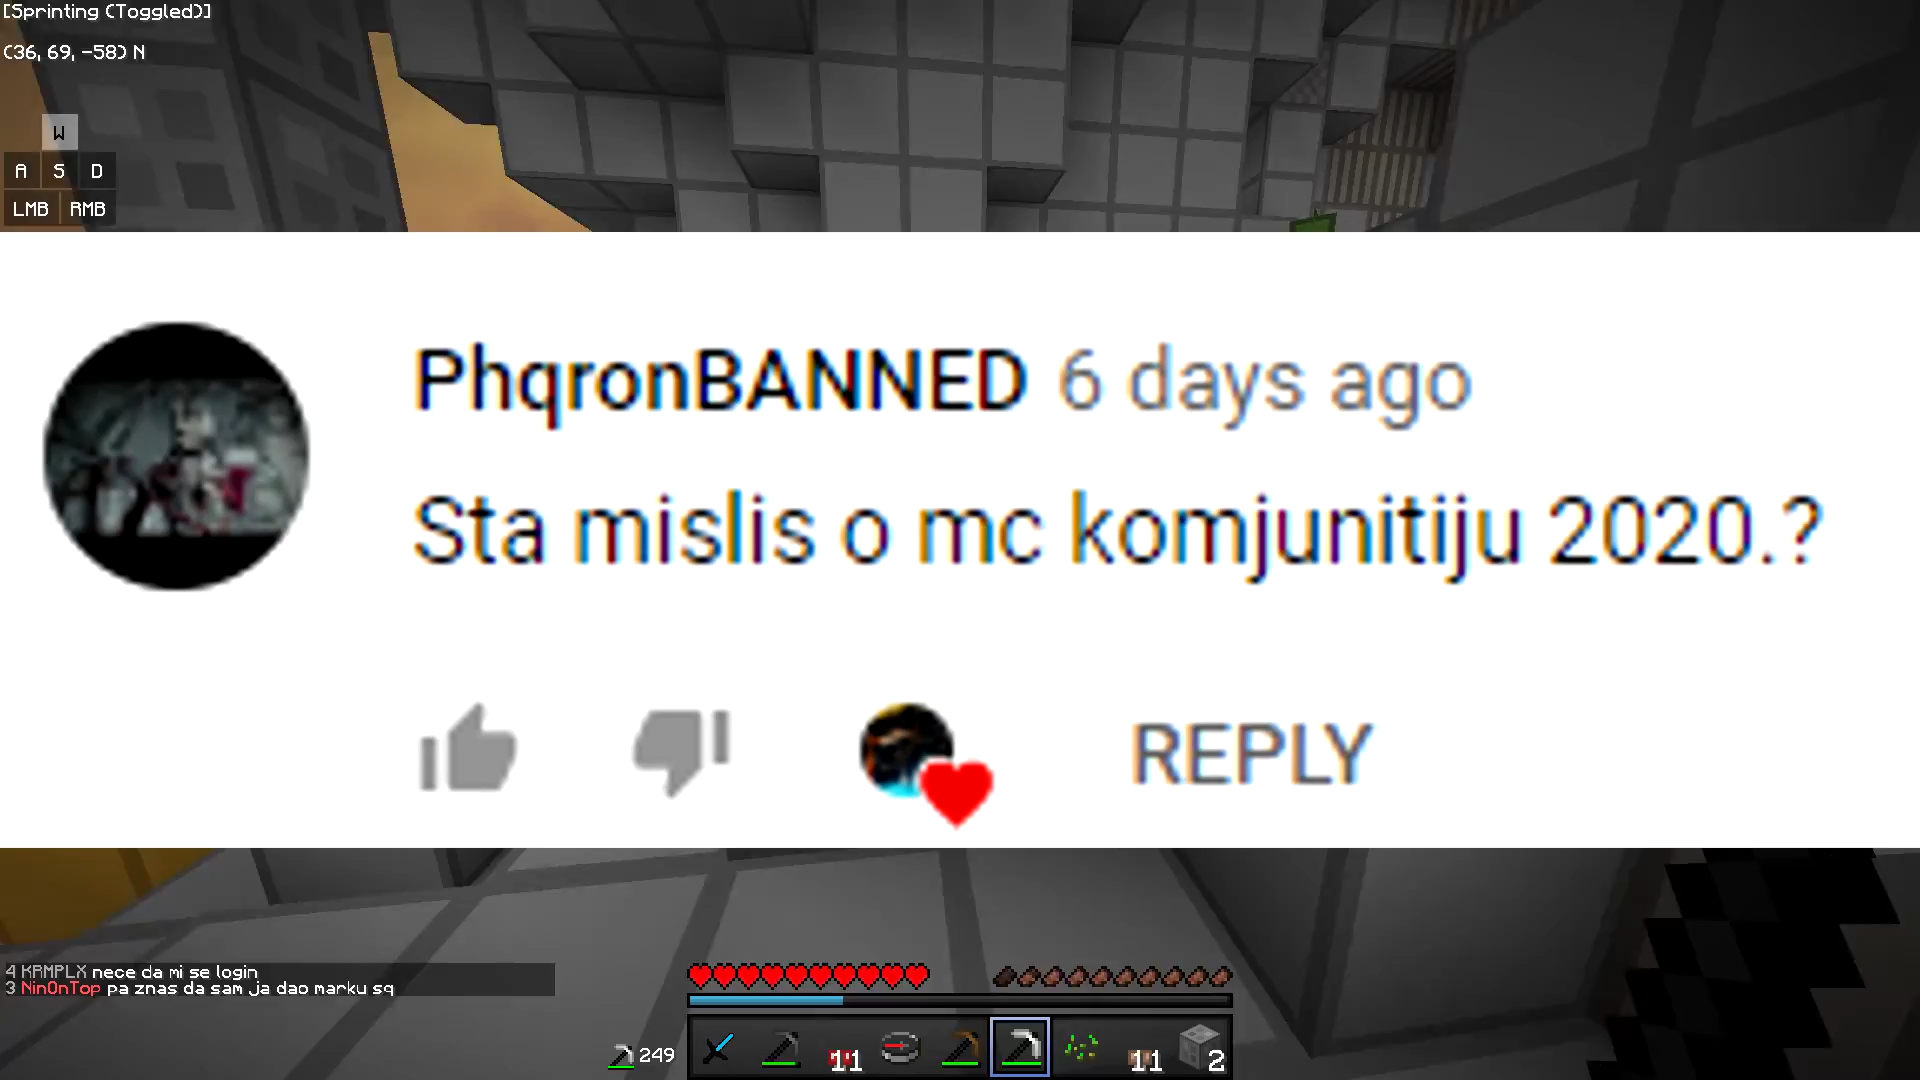 [Sprinting (Toggled)]
(36, 69, -58) N
W
A S D
LMB RMB
PhqronBANNED 6 days ago
Sta mislis o mc komjunitiju 2020.?
REPLY
4 KRMPLX nece da mi se login
3 NinOnTop pa znas da sam ja dao marku sq
249
11 11 2